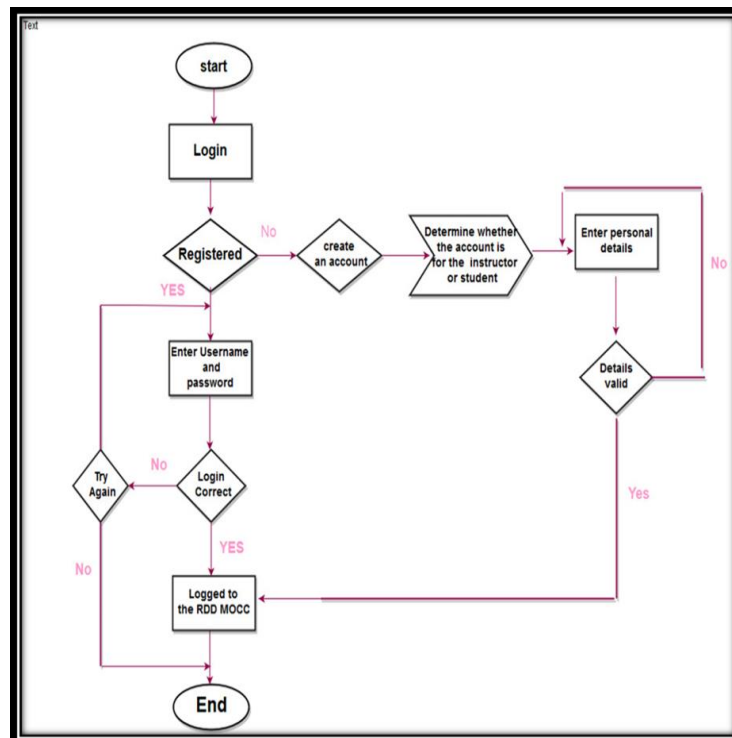 Text
start
Login
Registered
No
create
an account
Determine whether
the account is
for the instructor
or student
Enter personal
details
No
Details
valid
Yes
YES
Enter Username
and
password
Login
Correct
No
Try
Again
No
YES
Logged to
the RDD MOCC
End